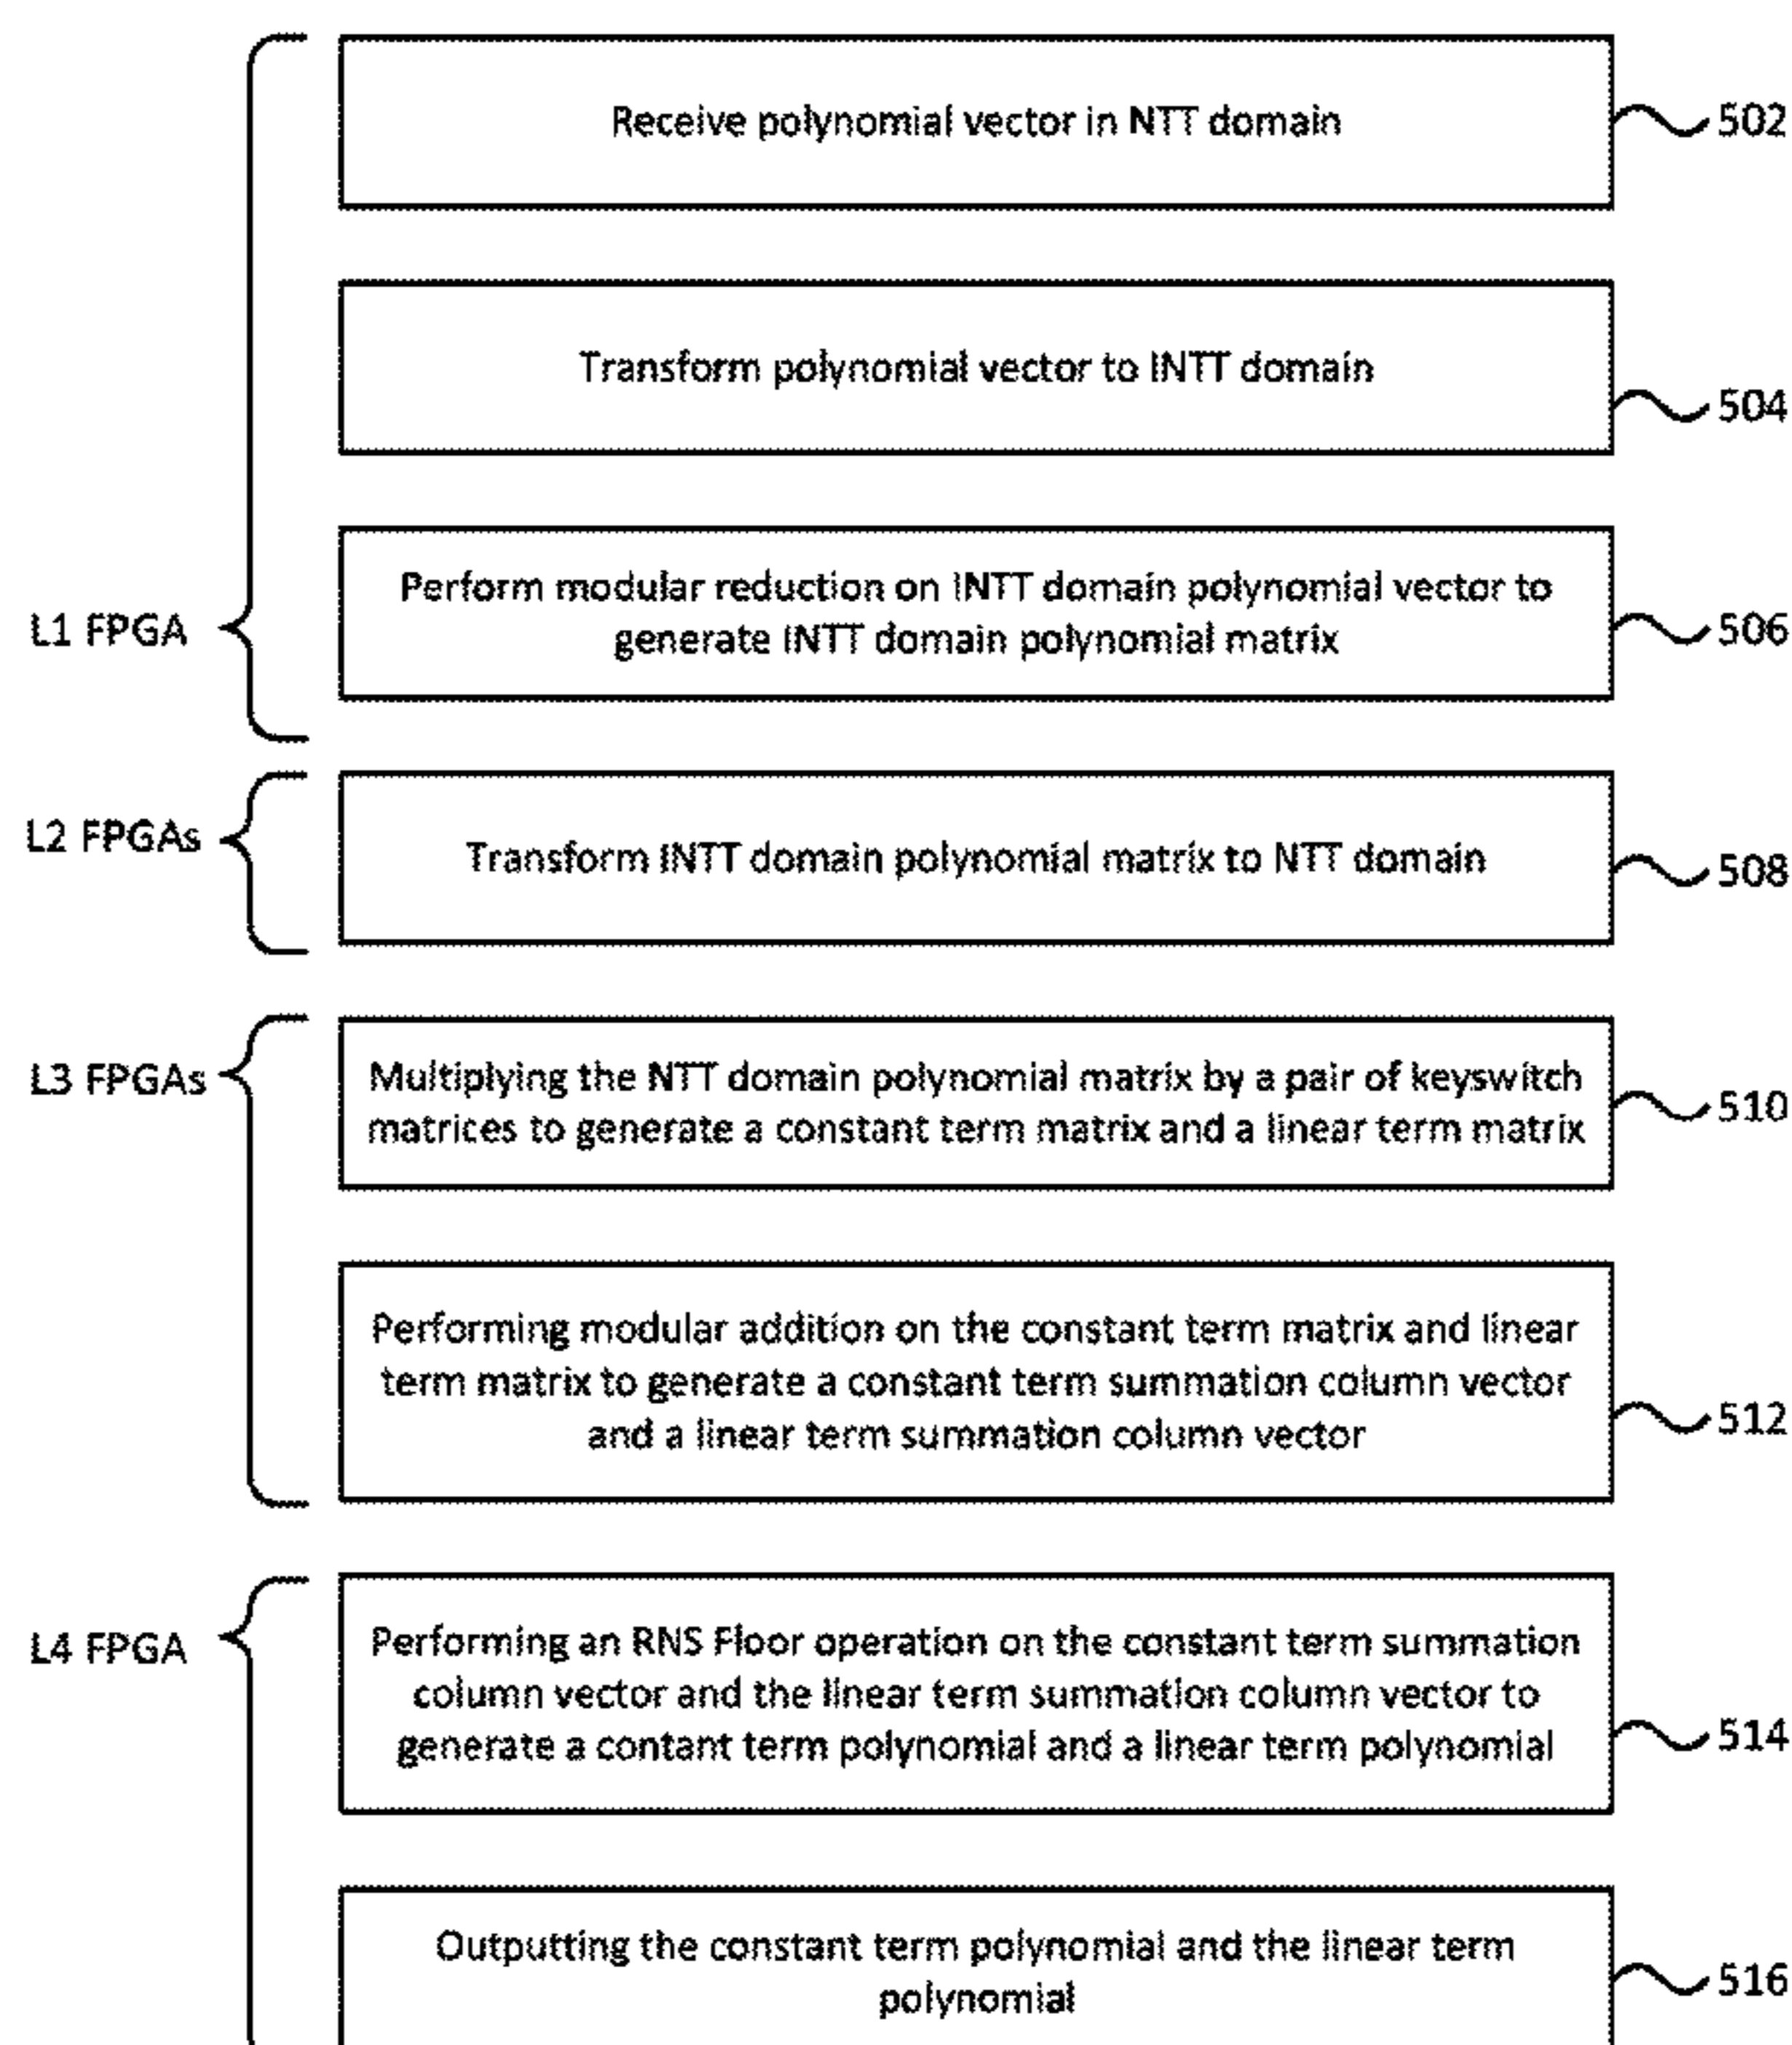 Receive polynomial vector in NTT domain
502
Transform polynomial vector to INTT domain
504
L1 FPGA
Perform modular reduction on INTT domain polynomial vector to
generate INTT domain polynomial matrix
506
L2 FPGAs
Transform INTT domain polynomial matrix to NTT domain
508
L3 FPGAs
Multiplying the NTT domain polynomial matrix by a pair of keyswitch
matrices to generate a constant term matrix and a linear term matrix
510
Performing modular addition on the constant term matrix and linear
term matrix to generate a constant term summation column vector
and a linear term summation column vector
512
L4 FPGA
Performing an RNS Floor operation on the constant term summation
column vector and the linear term summation column vector to
generate a contant term polynomial and a linear term polynomial
514
Outputting the constant term polynomial and the linear term
polynomial
516